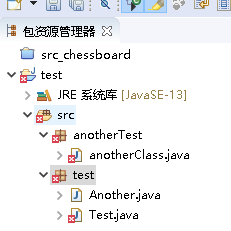 包资源管理器
src_chessboard
test
JRE 系统库 [JavaSE-13]
src
anotherTest
anotherClass.java
test
Another.java
Test.java